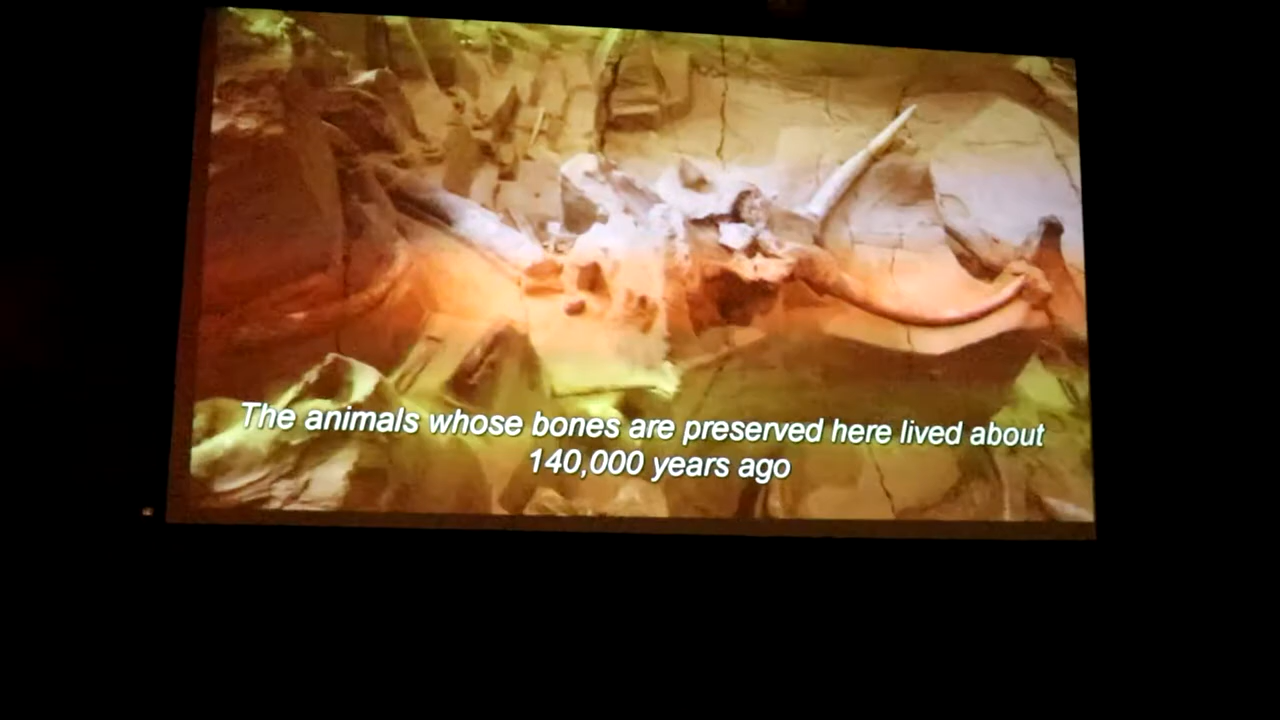 The animals whose bones are preserved here lived about
140,000 years ago